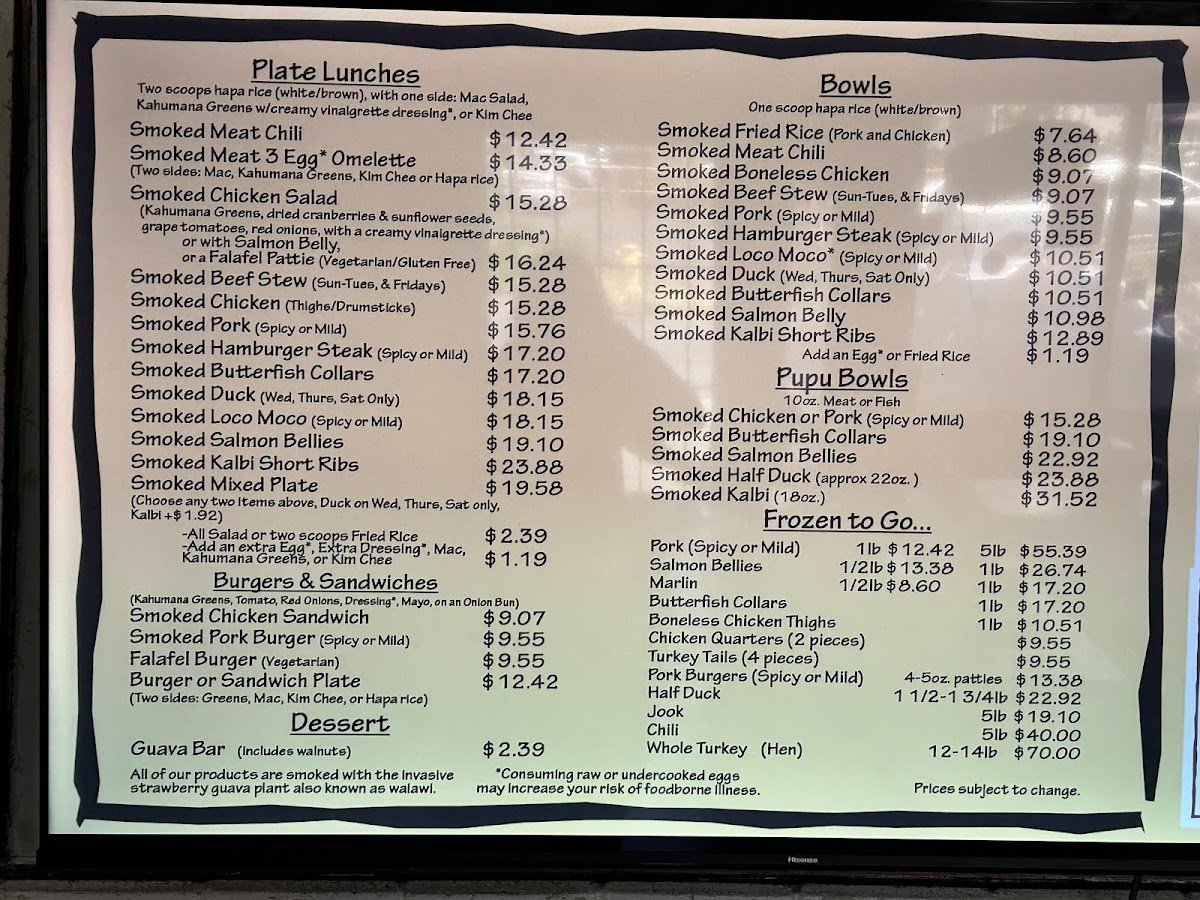 Plate Lunches
Two scoops hapa rice (white/brown), with one side: Mac Salad,
Kahumana Greens w/creamy vinaigrette dressing*, or Kim Chee
Smoked Meat Chili $12.42
Smoked Meat 3 Egg* Omelette $14.33
(Two sides: Mac, Kahumana Greens, Kim Chee or Hapa rice)
Smoked Chicken Salad $15.28
(Kahumana Greens, dried cranberries & sunflower seeds,
grape tomatoes, red onions, with a creamy vinaigrette dressing*)
or with Salmon Belly,
or a Falafel Pattie (Vegetarian/Gluten Free) $16.24
Smoked Beef Stew (Sun-Tues, & Fridays) $15.28
Smoked Chicken (Thighs/Drumsticks) $15.28
Smoked Pork (Spicy or Mild) $15.76
Smoked Hamburger Steak (Spicy or Mild) $17.20
Smoked Butterfish Collars $17.20
Smoked Duck (Wed, Thurs, Sat Only) $18.15
Smoked Loco Moco (Spicy or Mild) $18.15
Smoked Salmon Bellies $19.10
Smoked Kalbi Short Ribs $23.88
Smoked Mixed Plate $19.58
(Choose any two items above, Duck on Wed, Thurs, Sat only,
Kalbi +$1.92)
-All Salad or two scoops Fried Rice $2.39
-Add an extra Egg*, Extra Dressing*, Mac,
Kahumana Greens, or Kim Chee $1.19
Burgers & Sandwiches
(Kahumana Greens, Tomato, Red Onions, Dressing*, Mayo, on an Onion Bun)
Smoked Chicken Sandwich $9.07
Smoked Pork Burger (Spicy or Mild) $9.55
Falafel Burger (Vegetarian) $9.55
Burger or Sandwich Plate $12.42
(Two sides: Greens, Mac, Kim Chee, or Hapa rice)
Dessert
Guava Bar (Includes walnuts) $2.39
All of our products are smoked with the invasive
strawberry guava plant also known as waiawi.
*Consuming raw or undercooked eggs
may increase your risk of foodborne illness.
Bowls
One scoop hapa rice (white/brown)
Smoked Fried Rice (Pork and Chicken) $7.64
Smoked Meat Chili $8.60
Smoked Boneless Chicken $9.07
Smoked Beef Stew (Sun-Tues, & Fridays) $9.07
Smoked Pork (Spicy or Mild) $9.55
Smoked Hamburger Steak (Spicy or Mild) $9.55
Smoked Loco Moco* (Spicy or Mild) $10.51
Smoked Duck (Wed, Thurs, Sat Only) $10.51
Smoked Butterfish Collars $10.51
Smoked Salmon Belly $10.98
Smoked Kalbi Short Ribs $12.89
Add an Egg* or Fried Rice $1.19
Pupu Bowls
10oz. Meat or Fish
Smoked Chicken or Pork (Spicy or Mild) $15.28
Smoked Butterfish Collars $19.10
Smoked Salmon Bellies $22.92
Smoked Half Duck (approx 22oz. ) $23.88
Smoked Kalbi (18oz.) $31.52
Frozen to Go...
Pork (Spicy or Mild) 1lb $12.42 5lb $55.39
Salmon Bellies 1/2lb $13.38 1lb $26.74
Marlin 1/2lb $8.60 1lb $17.20
Butterfish Collars 1lb $17.20
Boneless Chicken Thighs 1lb $10.51
Chicken Quarters (2 pieces) $9.55
Turkey Tails (4 pieces) $9.55
Pork Burgers (Spicy or Mild) 4-5oz. patties $13.38
Half Duck 1 1/2-1 3/4lb $22.92
Jook 5lb $19.10
Chili 5lb $40.00
Whole Turkey (Hen) 12-14lb $70.00
Prices subject to change.
Hisense